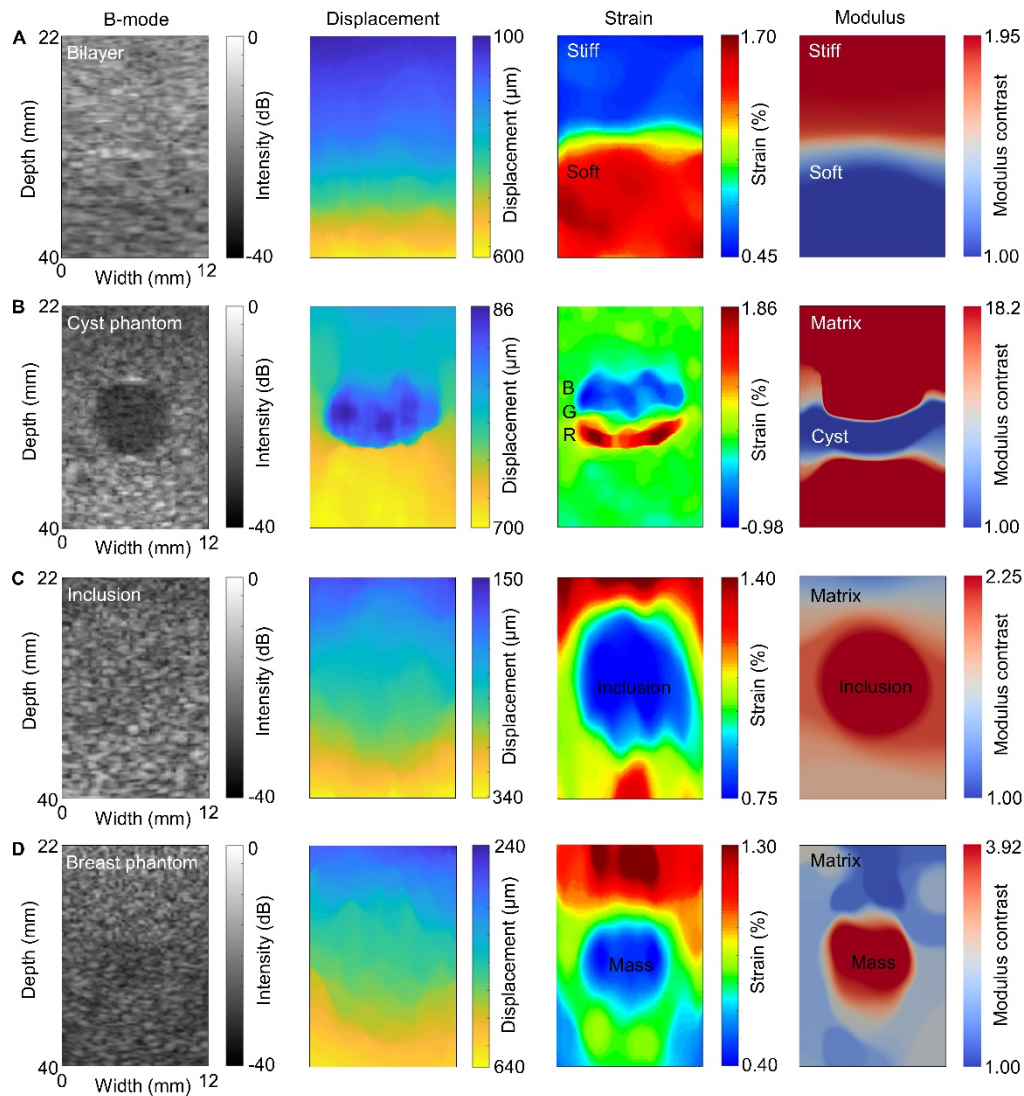 B-mode Displacement Strain Modulus
A
22
Bilayer
Depth (mm)
40
0 12
Width (mm)
0
Intensity (dB)
-40
100
Displacement (µm)
600
Stiff
Soft
1.70
Strain (%)
0.45
Stiff
Soft
1.95
Modulus contrast
1.00
B
22
Cyst phantom
Depth (mm)
40
0 12
Width (mm)
0
Intensity (dB)
-40
86
Displacement (µm)
700
B
G
R
1.86
Strain (%)
-0.98
Matrix
Cyst
18.2
Modulus contrast
1.00
C
22
Inclusion
Depth (mm)
40
0 12
Width (mm)
0
Intensity (dB)
-40
150
Displacement (µm)
340
Inclusion
1.40
Strain (%)
0.75
Matrix
Inclusion
2.25
Modulus contrast
1.00
D
22
Breast phantom
Depth (mm)
40
0 12
Width (mm)
0
Intensity (dB)
-40
240
Displacement (µm)
640
Mass
1.30
Strain (%)
0.40
Matrix
Mass
3.92
Modulus contrast
1.00